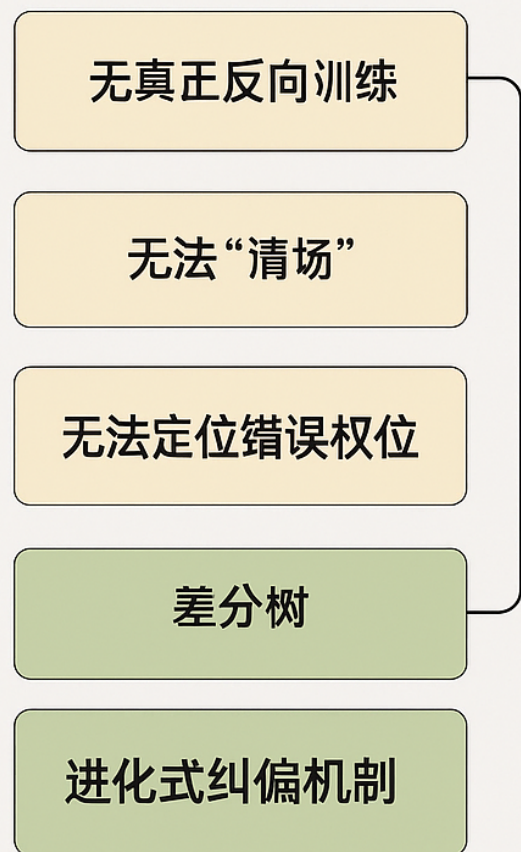 无真正反向训练
无法“清场”
无法定位错误权位
差分树
进化式纠偏机制